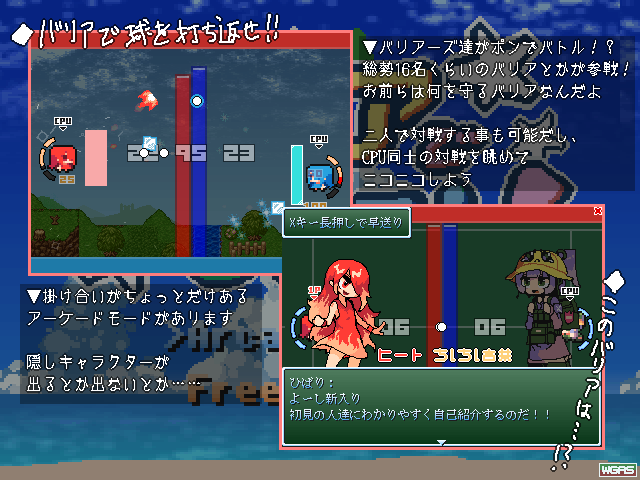 ◆バリアで球を打ち返せ!!
▼バリアーズ達がポンでバトル！？
総勢16名くらいのバリアとかが参戦！
お前らは何を守るバリアなんだよ
二人で対戦する事も可能だし、
CPU同士の対戦を眺めて
ニコニコしよう
CPU
25
95
23
CPU
100
Xキー長押しで早送り
▼掛け合いがちょっとだけある
アーケードモードがあります
隠しキャラクターが
出るとか出ないとか……
1P
06
06
CPU
ヒート
ひばり：
よーし新入り
初見の人達にわかりやすく自己紹介するのだ！！
◆このバリアは…!?
Free
WGAS